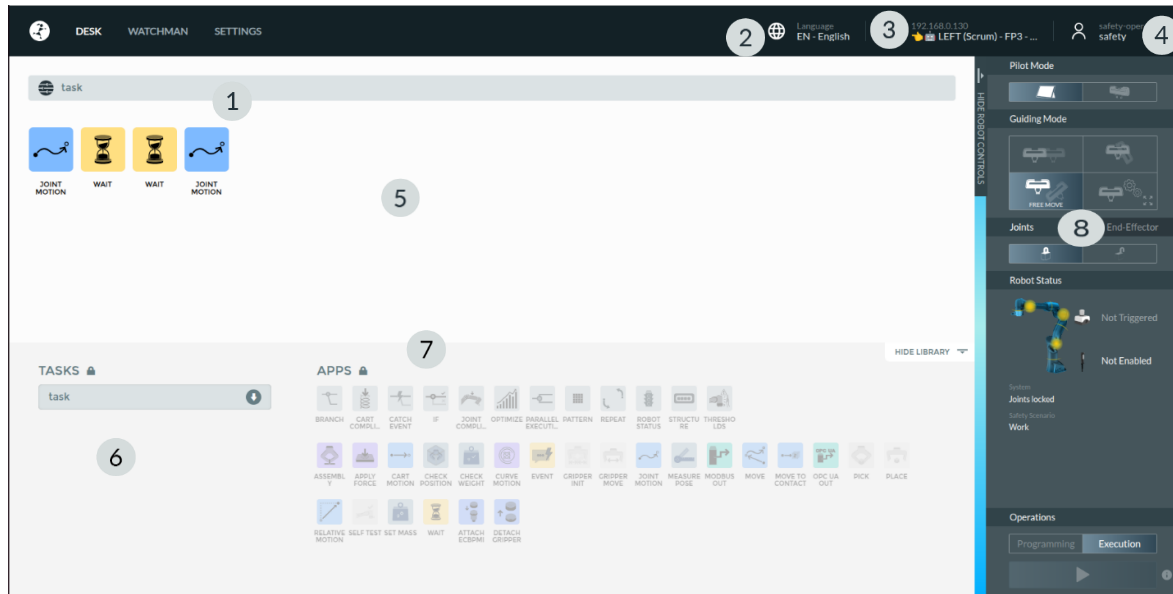 DESK WATCHMAN SETTINGS
2
Language
EN - English
3
192.168.0.130
LEFT (Scrum) - FP3 - ...
safety-oper
safety
4
task
1
JOINT MOTION WAIT WAIT JOINT MOTION
5
HIDE ROBOT CONTROLS
Pilot Mode
Guiding Mode
FREE MOVE
Joints 8 End-Effector
Robot Status
Not Triggered
Not Enabled
System
Joints locked
Safety Scenario
Work
Operations
Programming Execution
7
HIDE LIBRARY
TASKS
task
6
APPS
BRANCH CART COMPLI... CATCH EVENT IF JOINT COMPLI... OPTIMIZE PARALLEL EXECUTI... PATTERN REPEAT ROBOT STATUS STRUCTU RE THRESHO LDS
ASSEMBL Y APPLY FORCE CART MOTION CHECK POSITION CHECK WEIGHT CURVE MOTION EVENT GRIPPER INIT GRIPPER MOVE JOINT MOTION MEASURE POSE MODBUS OUT MOVE MOVE TO CONTACT OPC UA OUT PICK PLACE
RELATIVE MOTION SELF TEST SET MASS WAIT ATTACH ECBPMI DETACH GRIPPER